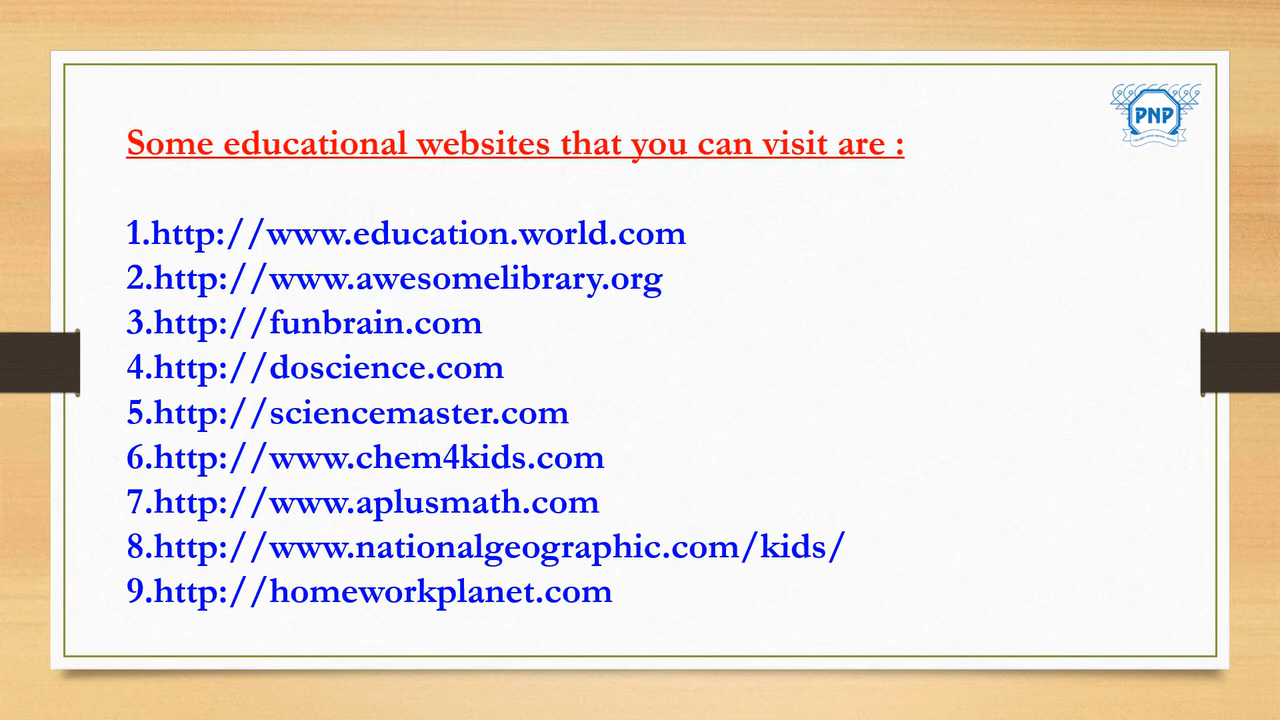 PNP
Some educational websites that you can visit are :
1.http://www.education.world.com
2.http://www.awesomelibrary.org
3.http://funbrain.com
4.http://doscience.com
5.http://sciencemaster.com
6.http://www.chem4kids.com
7.http://www.aplusmath.com
8.http://www.nationalgeographic.com/kids/
9.http://homeworkplanet.com